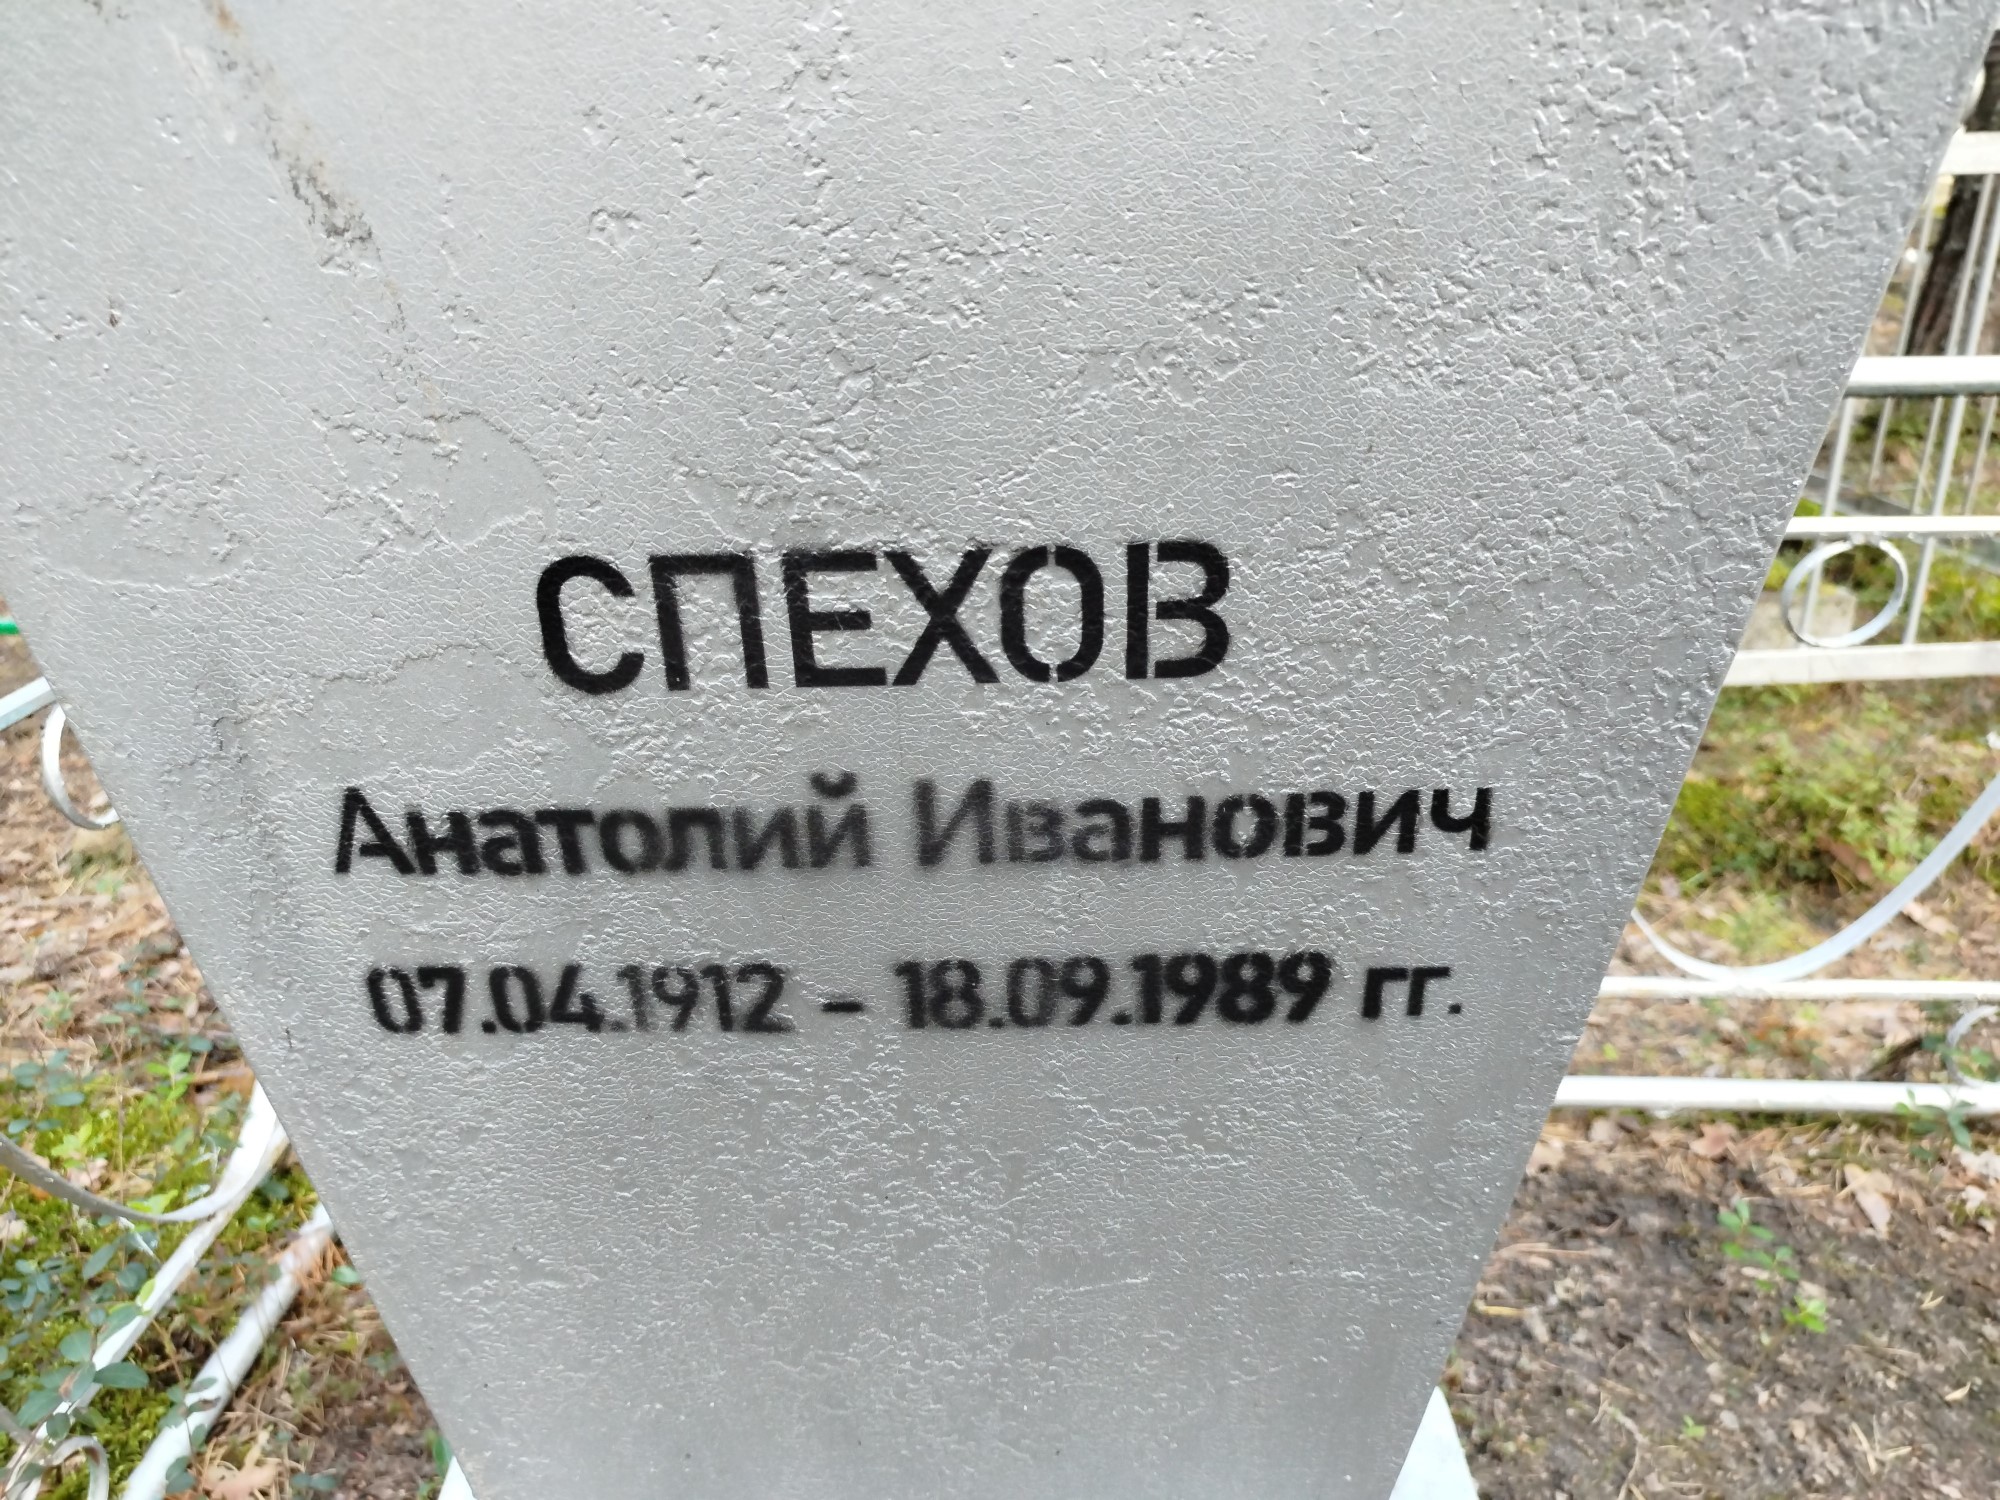 СПЕХОВ
Анатолий Иванович
07.04.1912 - 18.09.1989 гг.